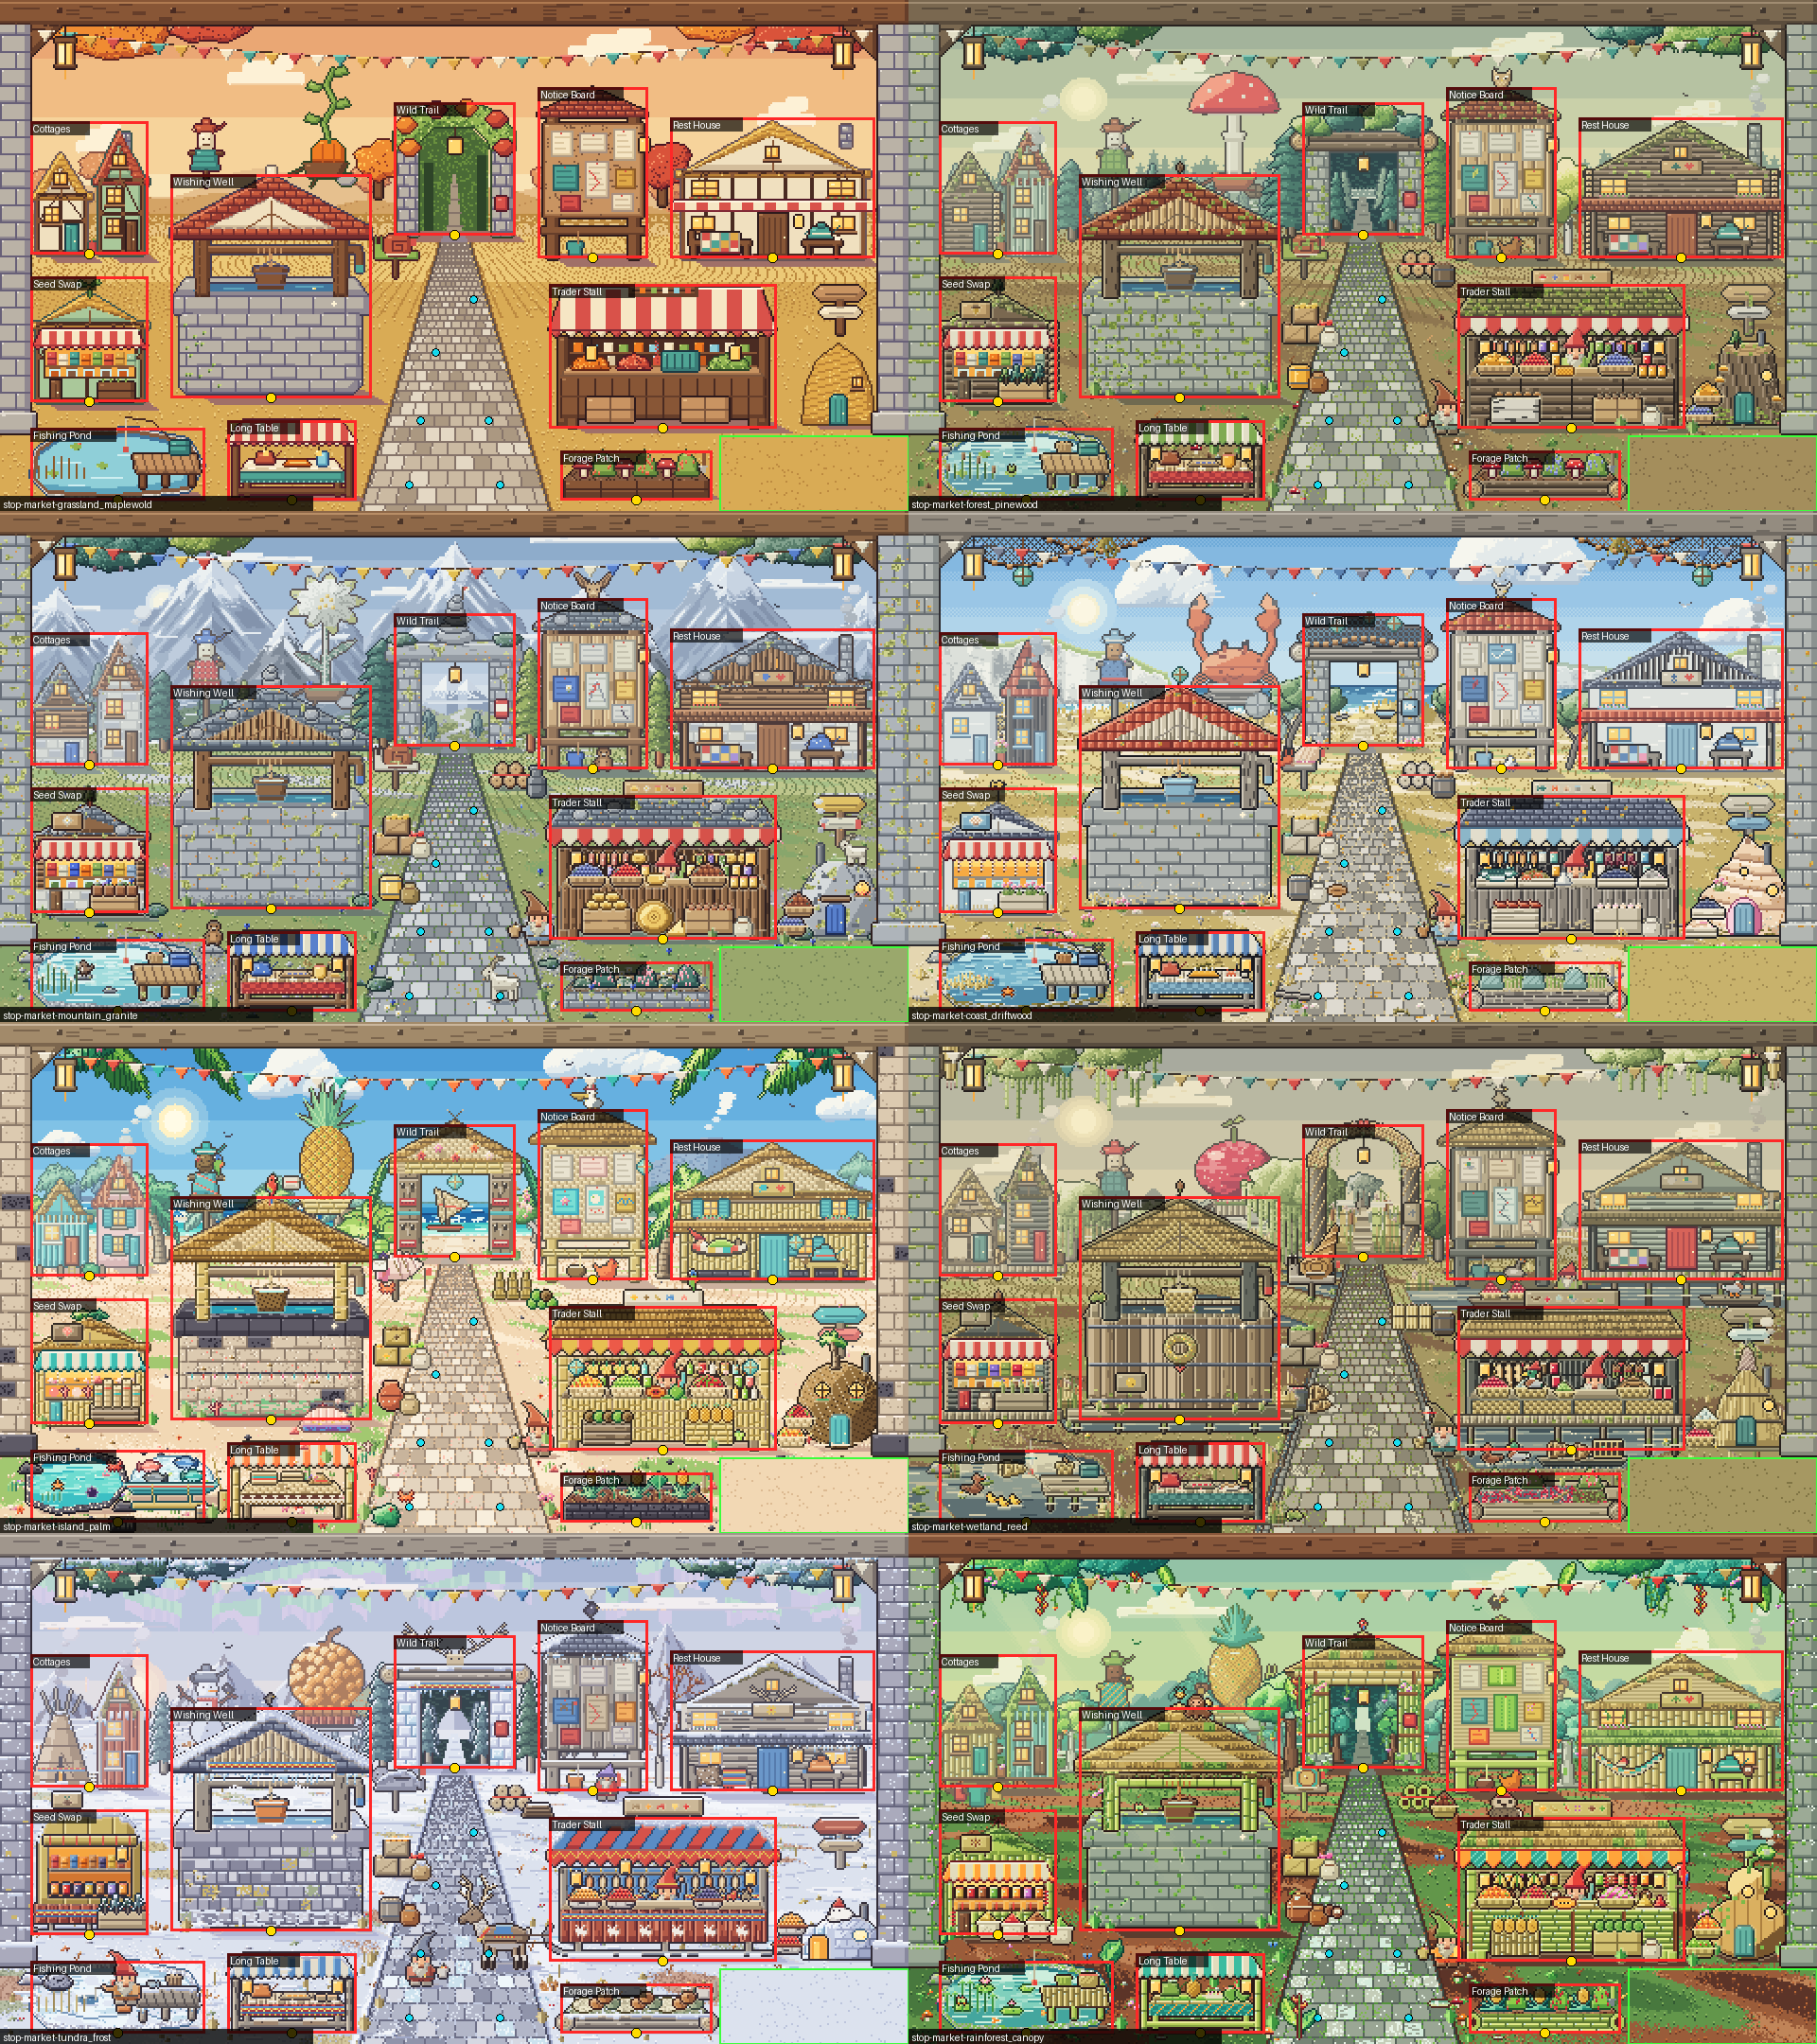 Cottages
Wild Trail
Notice Board
Rest House
Wishing Well
Seed Swap
Trader Stall
Fishing Pond
Long Table
Forage Patch
stop-market-grassland_maplewold
Cottages
Wild Trail
Notice Board
Rest House
Wishing Well
Seed Swap
Trader Stall
Fishing Pond
Long Table
Forage Patch
stop-market-forest_pinewood
Cottages
Wild Trail
Notice Board
Rest House
Wishing Well
Seed Swap
Trader Stall
Fishing Pond
Long Table
Forage Patch
stop-market-mountain_granite
Cottages
Wild Trail
Notice Board
Rest House
Wishing Well
Seed Swap
Trader Stall
Fishing Pond
Long Table
Forage Patch
stop-market-coast_driftwood
Cottages
Wild Trail
Notice Board
Rest House
Wishing Well
Seed Swap
Trader Stall
Fishing Pond
Long Table
Forage Patch
stop-market-island_palm
Cottages
Wild Trail
Notice Board
Rest House
Wishing Well
Seed Swap
Trader Stall
Fishing Pond
Long Table
Forage Patch
stop-market-wetland_reed
Cottages
Wild Trail
Notice Board
Rest House
Wishing Well
Seed Swap
Trader Stall
Fishing Pond
Long Table
Forage Patch
stop-market-tundra_frost
Cottages
Wild Trail
Notice Board
Rest House
Wishing Well
Seed Swap
Trader Stall
Fishing Pond
Long Table
Forage Patch
stop-market-rainforest_canopy